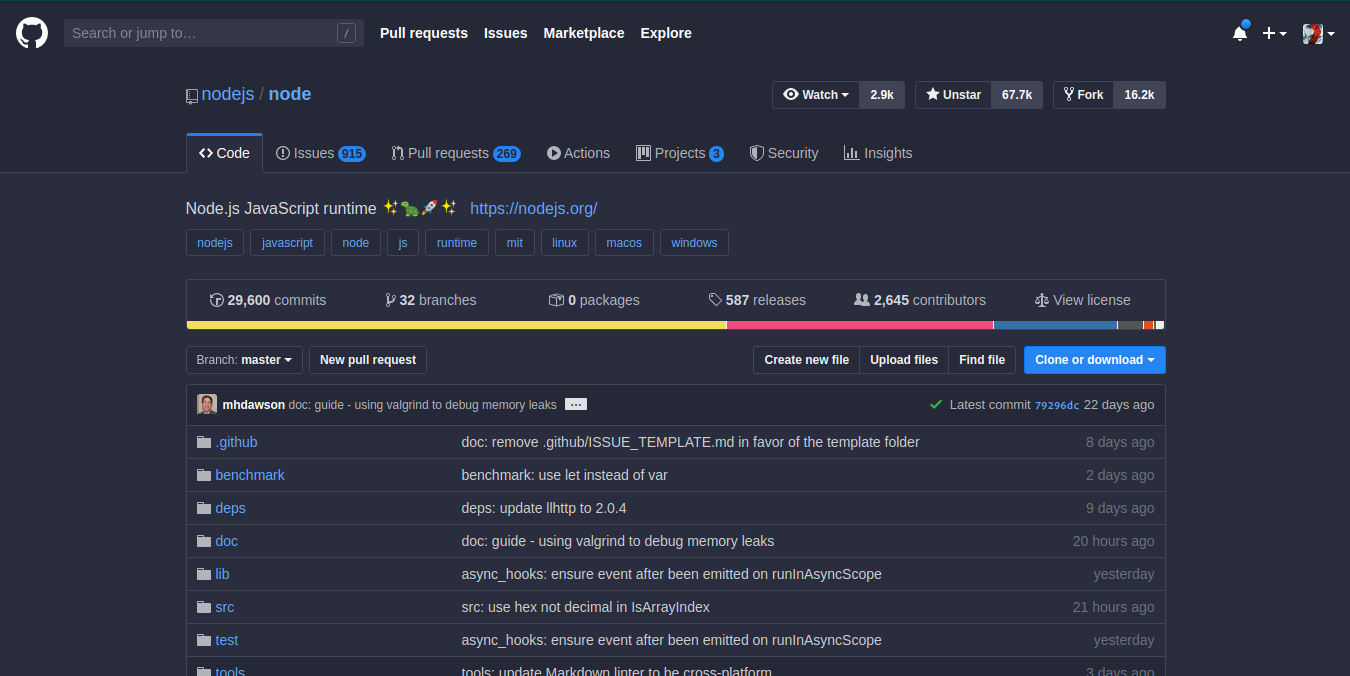 Search or jump to… /
Pull requests Issues Marketplace Explore
nodejs / node
Watch 2.9k Unstar 67.7k Fork 16.2k
Code Issues 915 Pull requests 269 Actions Projects 3 Security Insights
Node.js JavaScript runtime ✨🐢🚀✨ https://nodejs.org/
nodejs javascript node js runtime mit linux macos windows
29,600 commits 32 branches 0 packages 587 releases 2,645 contributors View license
Branch: master New pull request Create new file Upload files Find file Clone or download
mhdawson doc: guide - using valgrind to debug memory leaks … Latest commit 79296dc 22 days ago
.github doc: remove .github/ISSUE_TEMPLATE.md in favor of the template folder 8 days ago
benchmark benchmark: use let instead of var 2 days ago
deps deps: update llhttp to 2.0.4 9 days ago
doc doc: guide - using valgrind to debug memory leaks 20 hours ago
lib async_hooks: ensure event after been emitted on runInAsyncScope yesterday
src src: use hex not decimal in IsArrayIndex 21 hours ago
test async_hooks: ensure event after been emitted on runInAsyncScope yesterday
tools tools: update Markdown linter to be cross-platform 3 days ago